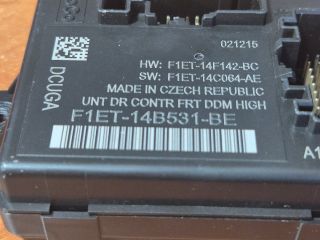 021215
HW: F1ET-14F142-BC
SW: F1ET-14C064-AE
MADE IN CZECH REPUBLIC
UNT DR CONTR FRT DDM HIGH
F1ET-14B531-BE
DCUGA
A1